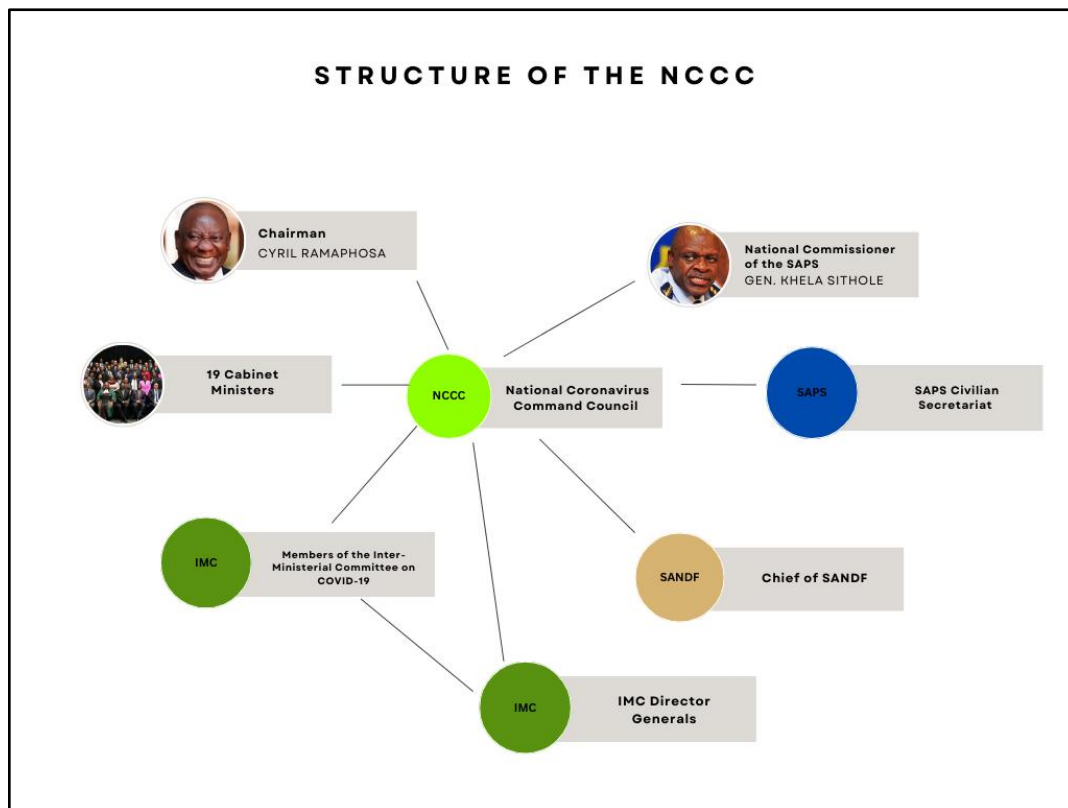 STRUCTURE OF THE NCCC
Chairman
CYRIL RAMAPHOSA
National Commissioner
of the SAPS
GEN. KHELA SITHOLE
19 Cabinet
Ministers
NCCC
National Coronavirus
Command Council
SAPS
SAPS Civilian
Secretariat
IMC
Members of the Inter-
Ministerial Committee on
COVID-19
SANDF
Chief of SANDF
IMC
IMC Director
Generals